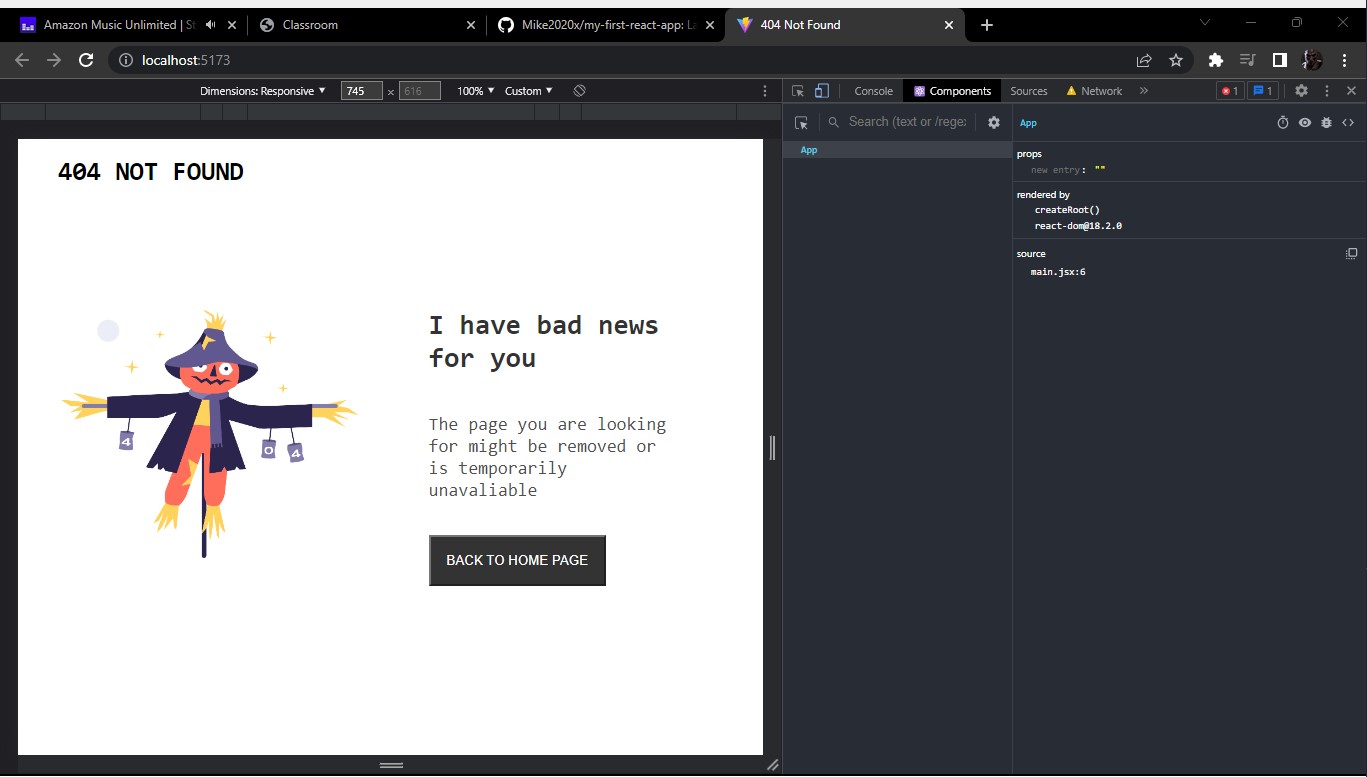 Amazon Music Unlimited | St
Classroom
Mike2020x/my-first-react-app: La
404 Not Found
localhost:5173
Dimensions: Responsive 745 x 616 100% Custom
Console Components Sources Network » 1 1
Search (text or /regex/
App
App
props
new entry: ""
rendered by
createRoot()
react-dom@18.2.0
source
main.jsx:6
404 NOT FOUND
4 0 4
I have bad news
for you
The page you are looking
for might be removed or
is temporarily
unavaliable
BACK TO HOME PAGE